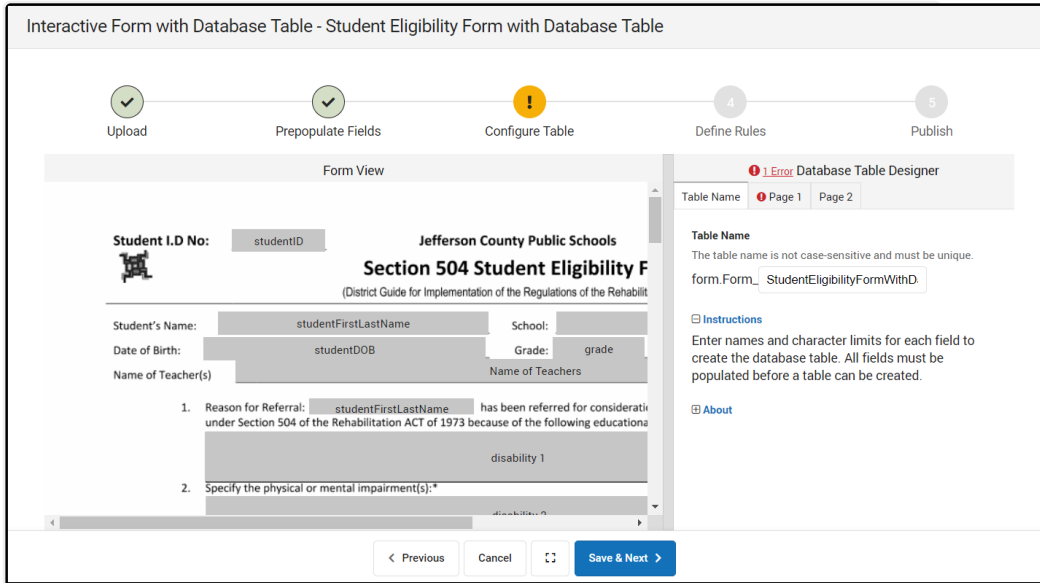 Interactive Form with Database Table - Student Eligibility Form with Database Table
Upload
Prepopulate Fields
!
Configure Table
4
Define Rules
5
Publish
Form View
Student I.D No:
studentID
Jefferson County Public Schools
Section 504 Student Eligibility F
(District Guide for Implementation of the Regulations of the Rehabilit
Student's Name:
studentFirstLastName
School:
Date of Birth:
studentDOB
Grade:
grade
Name of Teacher(s)
Name of Teachers
1. Reason for Referral: studentFirstLastName has been referred for considerati
under Section 504 of the Rehabilitation ACT of 1973 because of the following educationa
disability 1
2. Specify the physical or mental impairment(s):*
disability 2
! 1 Error Database Table Designer
Table Name
! Page 1
Page 2
Table Name
The table name is not case-sensitive and must be unique.
form.Form_ StudentEligibilityFormWithD
Instructions
Enter names and character limits for each field to
create the database table. All fields must be
populated before a table can be created.
About
Previous
Cancel
Save & Next